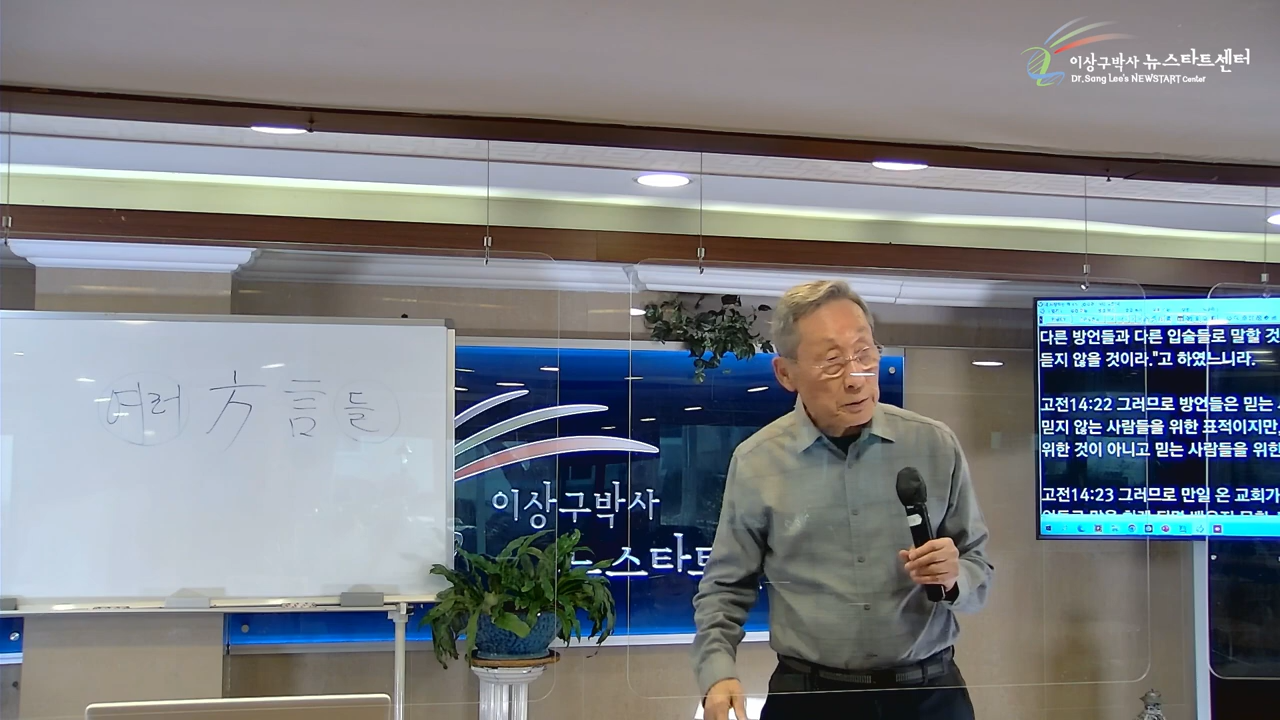 이상구박사 뉴스타트센터
Dr. Sang Lee's NEWSTART Center
여러 方言들
이상구박사
뉴스타트
다른 방언들과 다른 입술들로 말할 것
듣지 않을 것이라."고 하였느니라.
고전14:22 그러므로 방언들은 믿는
믿지 않는 사람들을 위한 표적이지만,
위한 것이 아니고 믿는 사람들을 위한
고전14:23 그러므로 만일 온 교회가